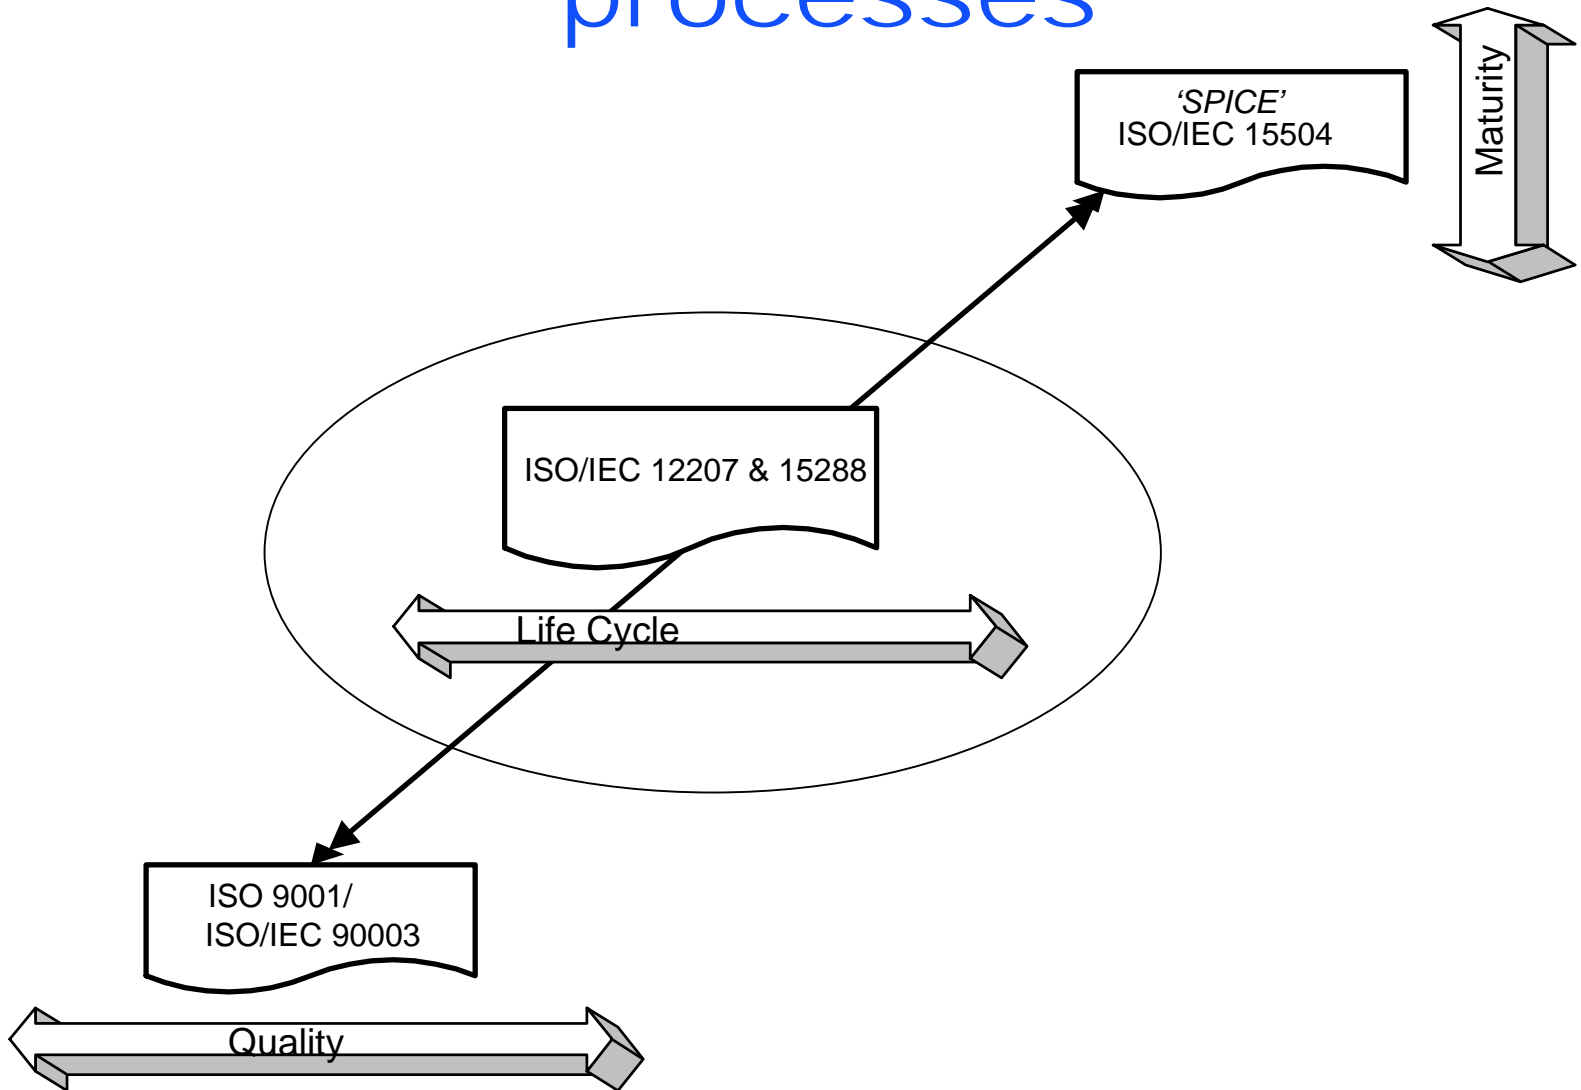 processes
‘SPICE’
ISO/IEC 15504
Maturity
ISO/IEC 12207 & 15288
Life Cycle
ISO 9001/
ISO/IEC 90003
Quality